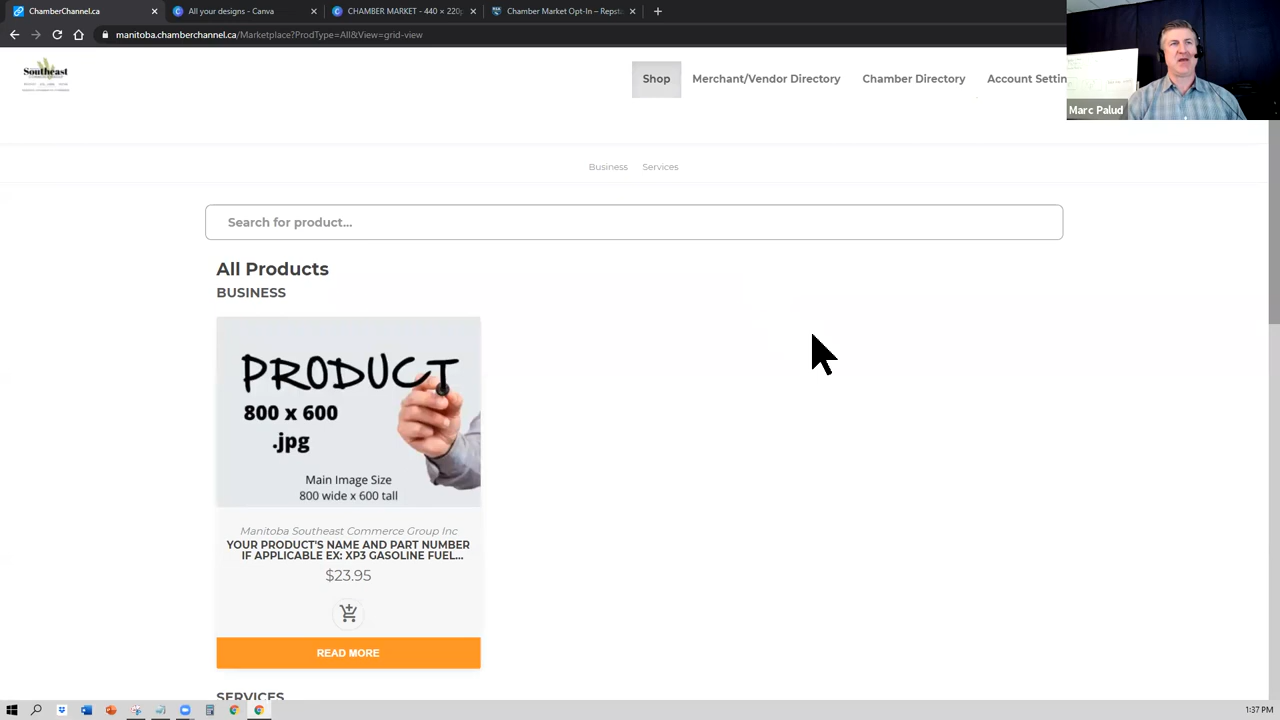 ChamberChannel.ca
All your designs - Canva
CHAMBER MARKET - 440 × 220
Chamber Market Opt-In – Repsta
manitoba.chamberchannel.ca/Marketplace?ProdType=All&View=grid-view
Southeast
Shop
Merchant/Vendor Directory
Chamber Directory
Account Settin
Marc Palud
Business
Services
Search for product...
All Products
BUSINESS
PRODUCT
800 x 600
.jpg
Main Image Size
800 wide x 600 tall
Manitoba Southeast Commerce Group Inc
YOUR PRODUCT'S NAME AND PART NUMBER
IF APPLICABLE EX: XP3 GASOLINE FUEL...
$23.95
READ MORE
SERVICES
1:37 PM